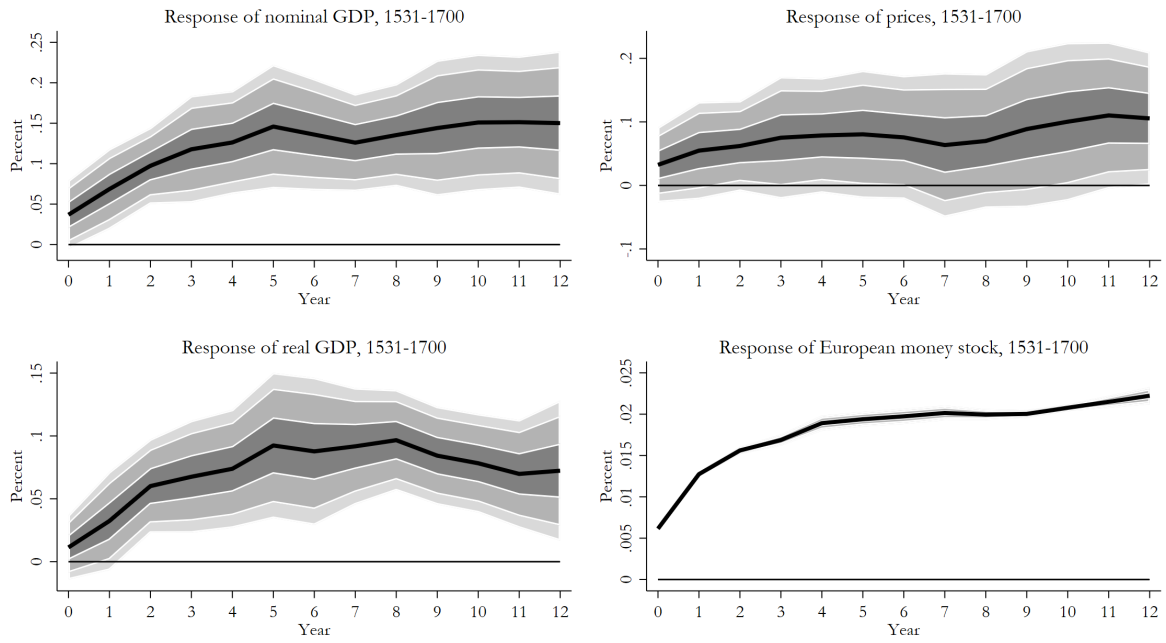 Response of nominal GDP, 1531-1700
Percent
.25
.2
.15
.1
.05
0
0 1 2 3 4 5 6 7 8 9 10 11 12
Year
Response of prices, 1531-1700
Percent
.2
.1
0
-.1
0 1 2 3 4 5 6 7 8 9 10 11 12
Year
Response of real GDP, 1531-1700
Percent
.15
.1
.05
0
0 1 2 3 4 5 6 7 8 9 10 11 12
Year
Response of European money stock, 1531-1700
Percent
.025
.02
.015
.01
.005
0
0 1 2 3 4 5 6 7 8 9 10 11 12
Year